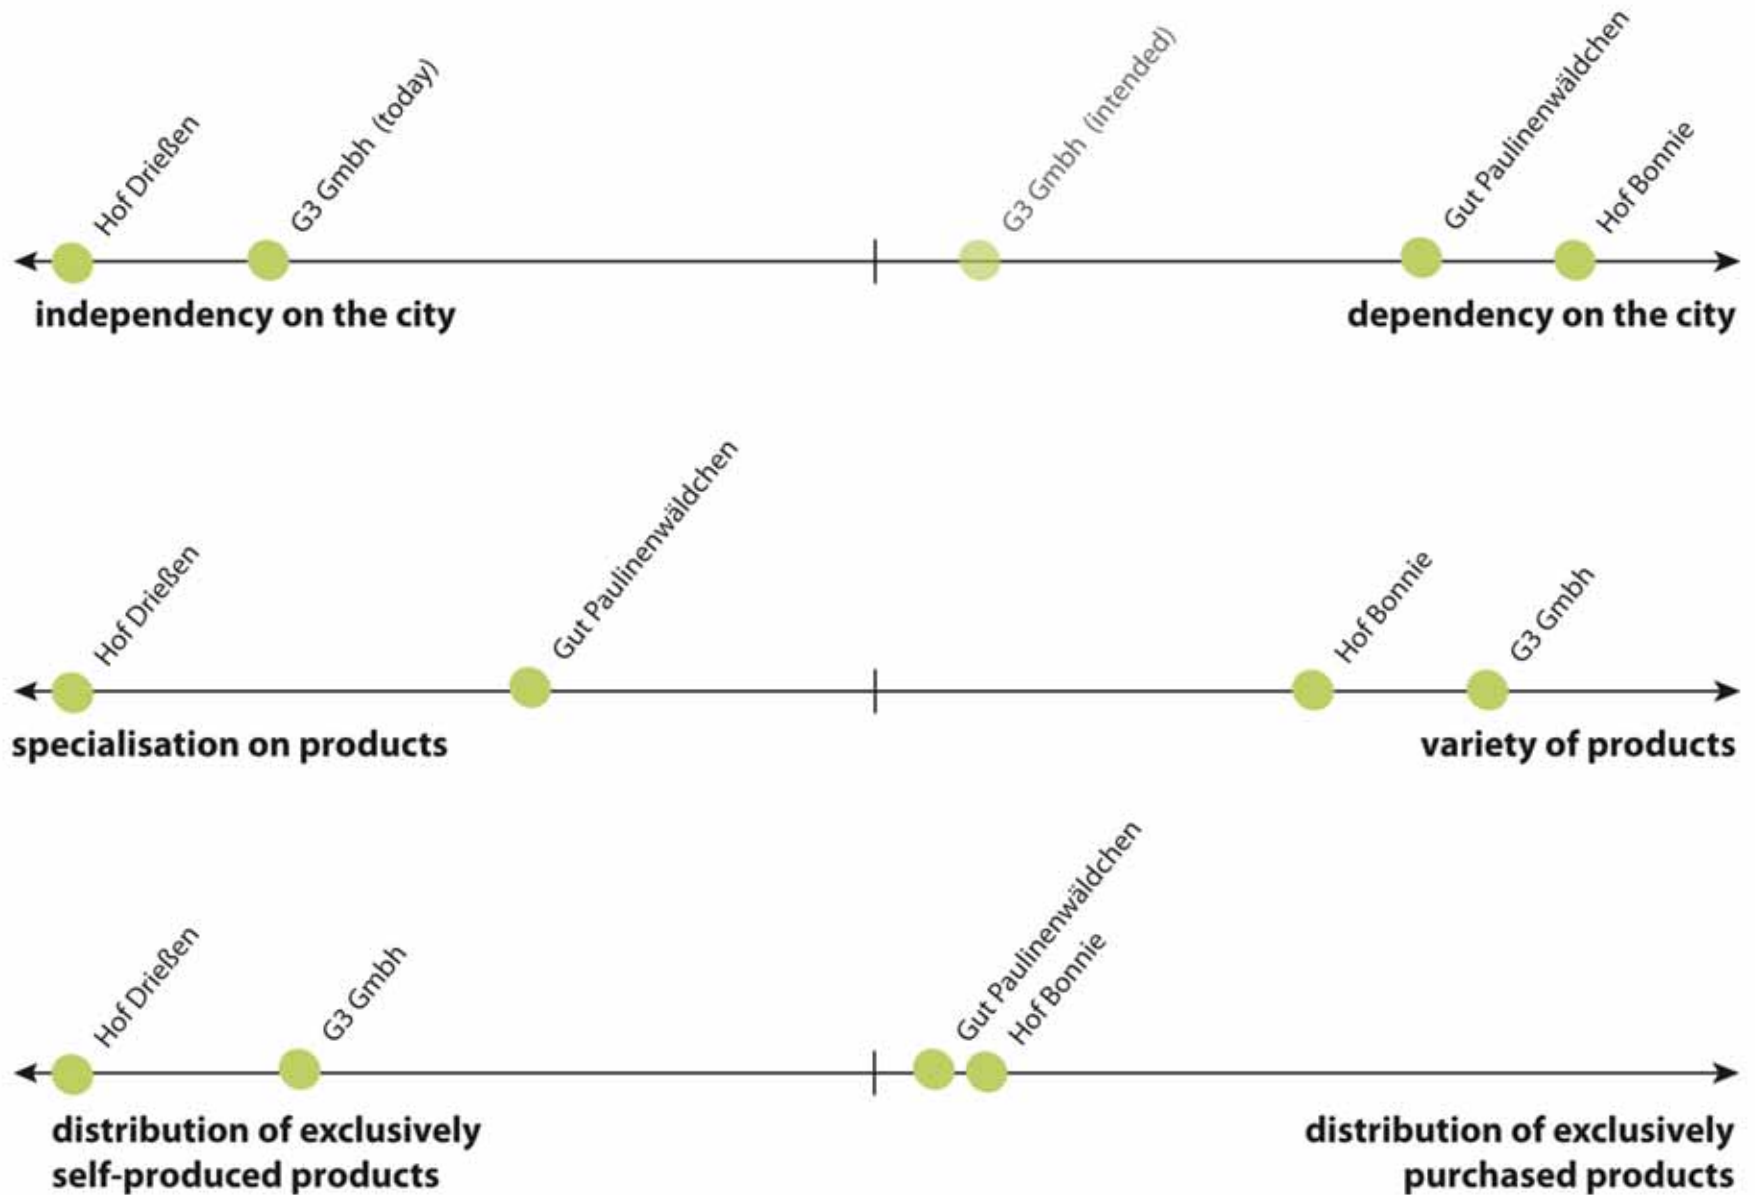 Hof Drießen
G3 Gmbh (today)
G3 Gmbh (intended)
Gut Paulinenwäldchen
Hof Bonnie
independency on the city
dependency on the city
Hof Drießen
Gut Paulinenwäldchen
Hof Bonnie
G3 Gmbh
specialisation on products
variety of products
Hof Drießen
G3 Gmbh
Gut Paulinenwäldchen
Hof Bonnie
distribution of exclusively
self-produced products
distribution of exclusively
purchased products